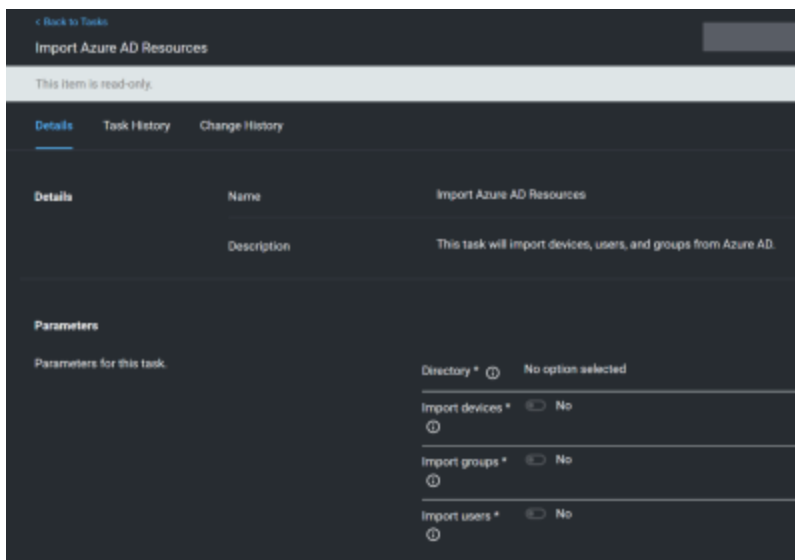 < Back to Tasks
Import Azure AD Resources
This item is read-only.
Details Task History Change History
Details Name Import Azure AD Resources
Description This task will import devices, users, and groups from Azure AD.
Parameters
Parameters for this task.
Directory * No option selected
Import devices * No
Import groups * No
Import users * No